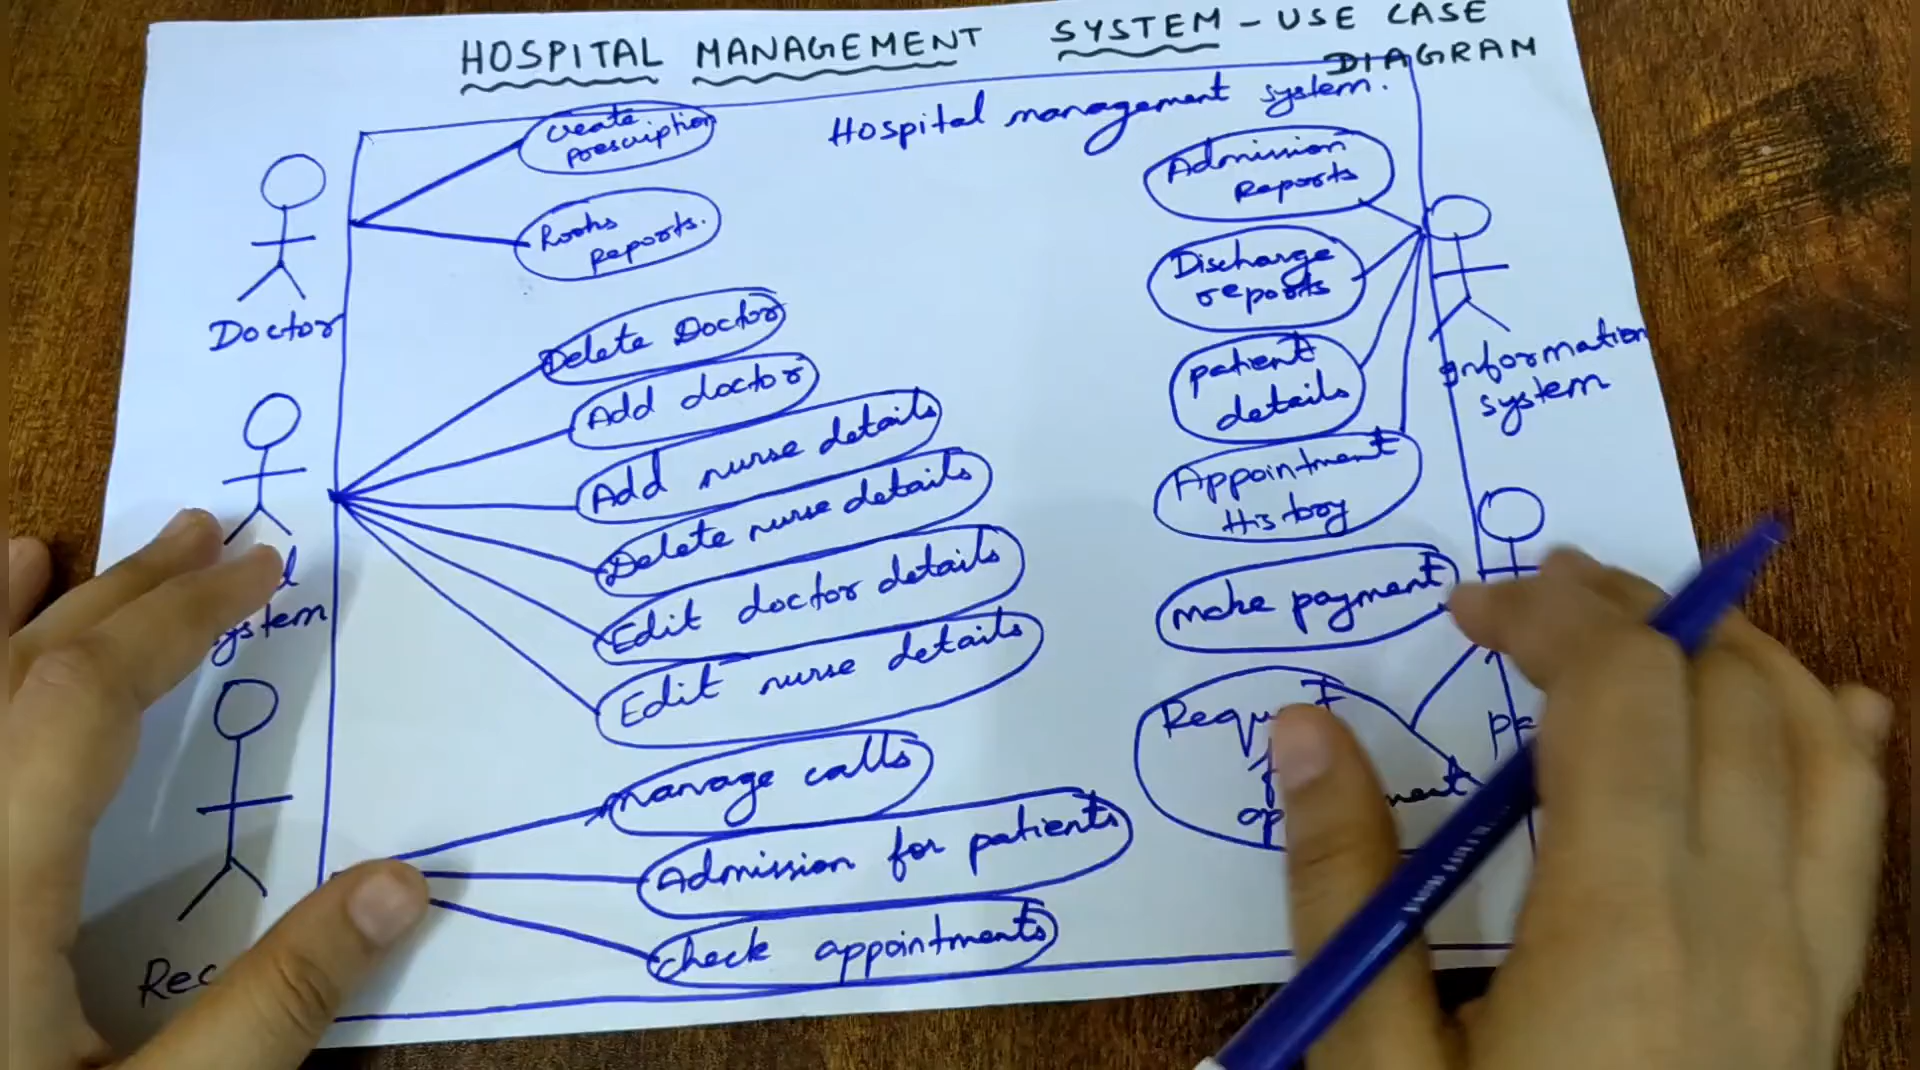 HOSPITAL MANAGEMENT SYSTEM - USE CASE
DIAGRAM
Hospital management system.
create
prescription
Reports.
Doctor
Delete Doctor
Add doctor
Add nurse details
Delete nurse details
Edit doctor details
Edit nurse details
manage calls
Admission for patients
check appointments
Admission
Reports
Discharge
reports
patient
details
Appointment
History
make payment
Information
system